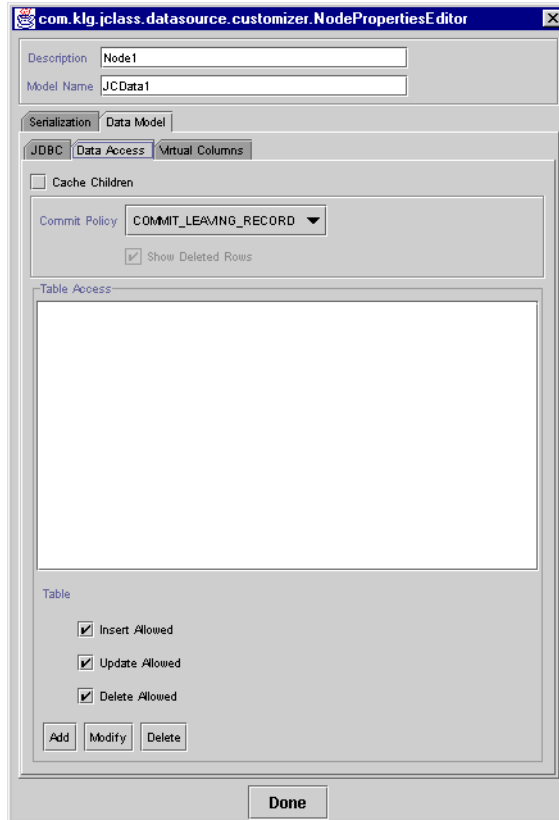 com.klg.jclass.datasource.customizer.NodePropertiesEditor
Description Node1
Model Name JCData1
Serialization Data Model
JDBC Data Access Virtual Columns
Cache Children
Commit Policy COMMIT_LEAVING_RECORD
Show Deleted Rows
Table Access
Table
Insert Allowed
Update Allowed
Delete Allowed
Add Modify Delete
Done